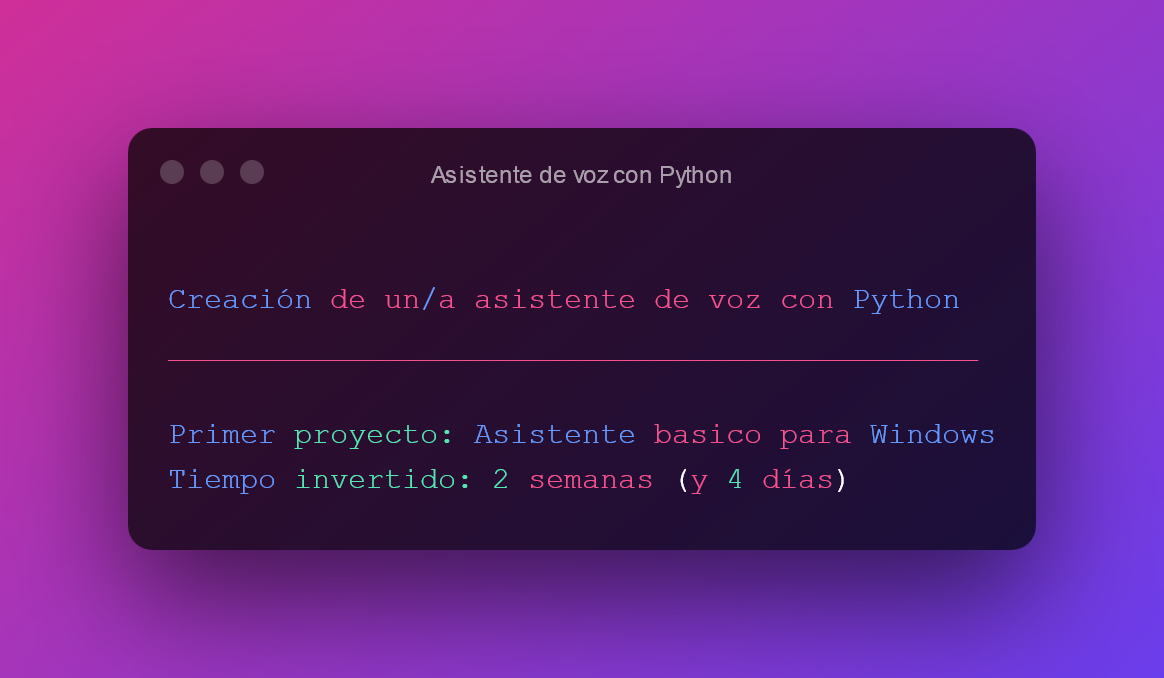 Asistente de voz con Python
Creación de un/a asistente de voz con Python
Primer proyecto: Asistente basico para Windows
Tiempo invertido: 2 semanas (y 4 días)